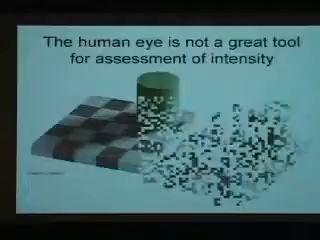 The human eye is not a great tool
for assessment of intensity